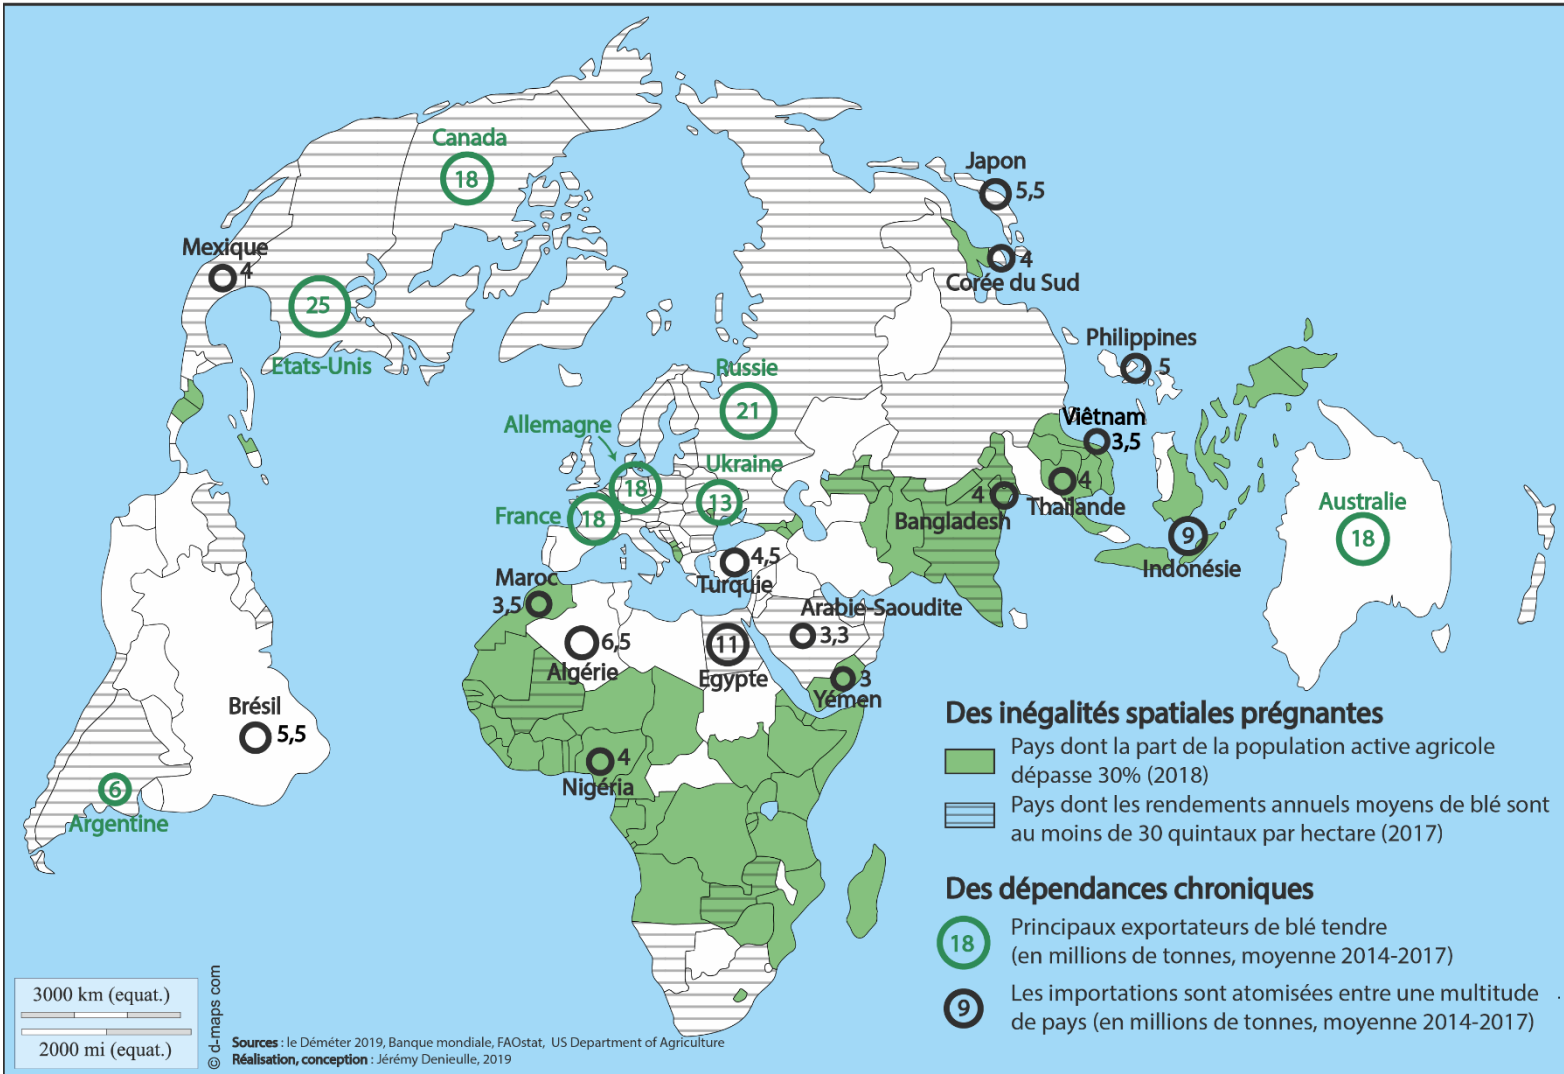 Canada
18
Japon
5,5
Mexique
4
4
Corée du Sud
25
Etats-Unis
Philippines
5
Russie
21
Allemagne
Viêtnam
3,5
Ukraine
18
13
France
18
4
Bangladesh
4
Thaïlande
Australie
18
9
Indonésie
4,5
Turquie
Maroc
3,5
Arabie-Saoudite
3,3
6,5
Algérie
11
Egypte
3
Yémen
Brésil
5,5
4
Nigéria
6
Argentine
Des inégalités spatiales prégnantes
Pays dont la part de la population active agricole
dépasse 30% (2018)
Pays dont les rendements annuels moyens de blé sont
au moins de 30 quintaux par hectare (2017)
Des dépendances chroniques
18
Principaux exportateurs de blé tendre
(en millions de tonnes, moyenne 2014-2017)
9
Les importations sont atomisées entre une multitude
de pays (en millions de tonnes, moyenne 2014-2017)
3000 km (equat.)
2000 mi (equat.)
© d-maps com
Sources : le Déméter 2019, Banque mondiale, FAOstat, US Department of Agriculture
Réalisation, conception : Jérémy Denieulle, 2019